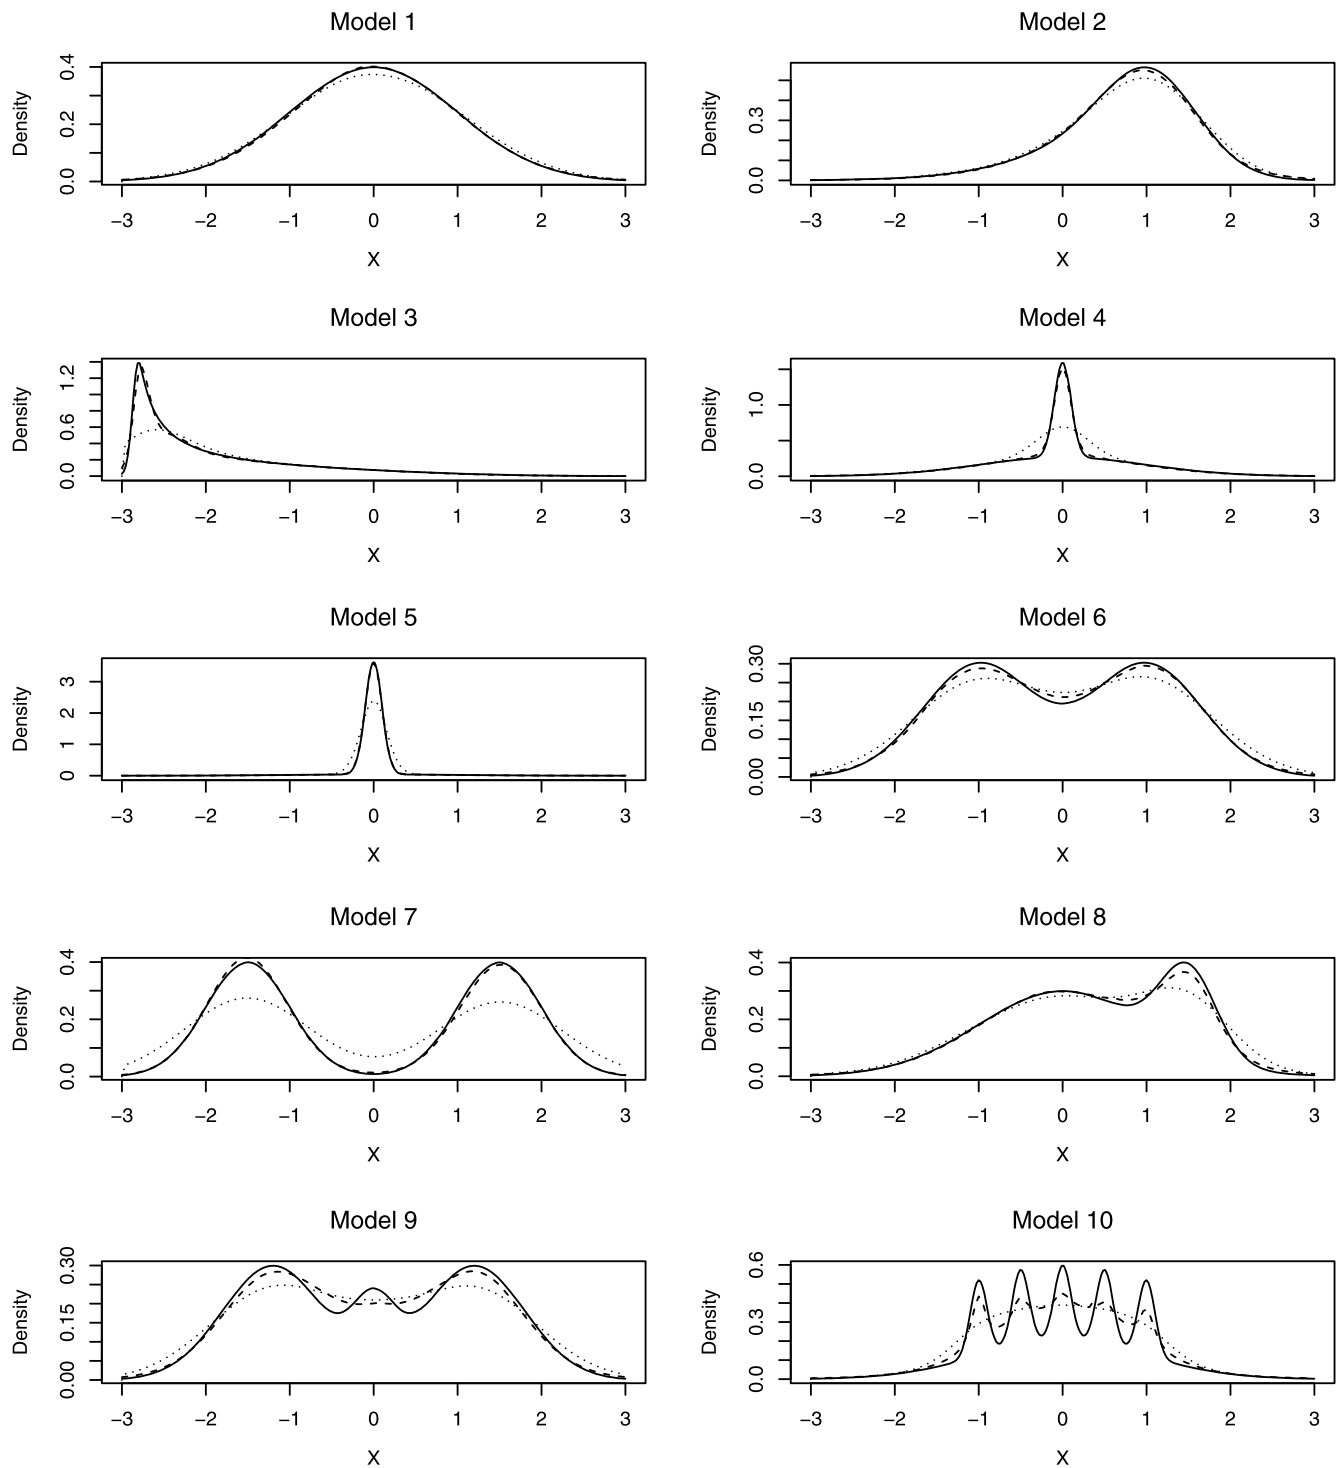 Model 1
Density
0.0 0.2 0.4
−3 −2 −1 0 1 2 3
X
Model 2
Density
0.0 0.3
−3 −2 −1 0 1 2 3
X
Model 3
Density
0.0 0.6 1.2
−3 −2 −1 0 1 2 3
X
Model 4
Density
0.0 1.0
−3 −2 −1 0 1 2 3
X
Model 5
Density
0 1 2 3
−3 −2 −1 0 1 2 3
X
Model 6
Density
0.00 0.15 0.30
−3 −2 −1 0 1 2 3
X
Model 7
Density
0.0 0.2 0.4
−3 −2 −1 0 1 2 3
X
Model 8
Density
0.0 0.2 0.4
−3 −2 −1 0 1 2 3
X
Model 9
Density
0.00 0.15 0.30
−3 −2 −1 0 1 2 3
X
Model 10
Density
0.0 0.3 0.6
−3 −2 −1 0 1 2 3
X